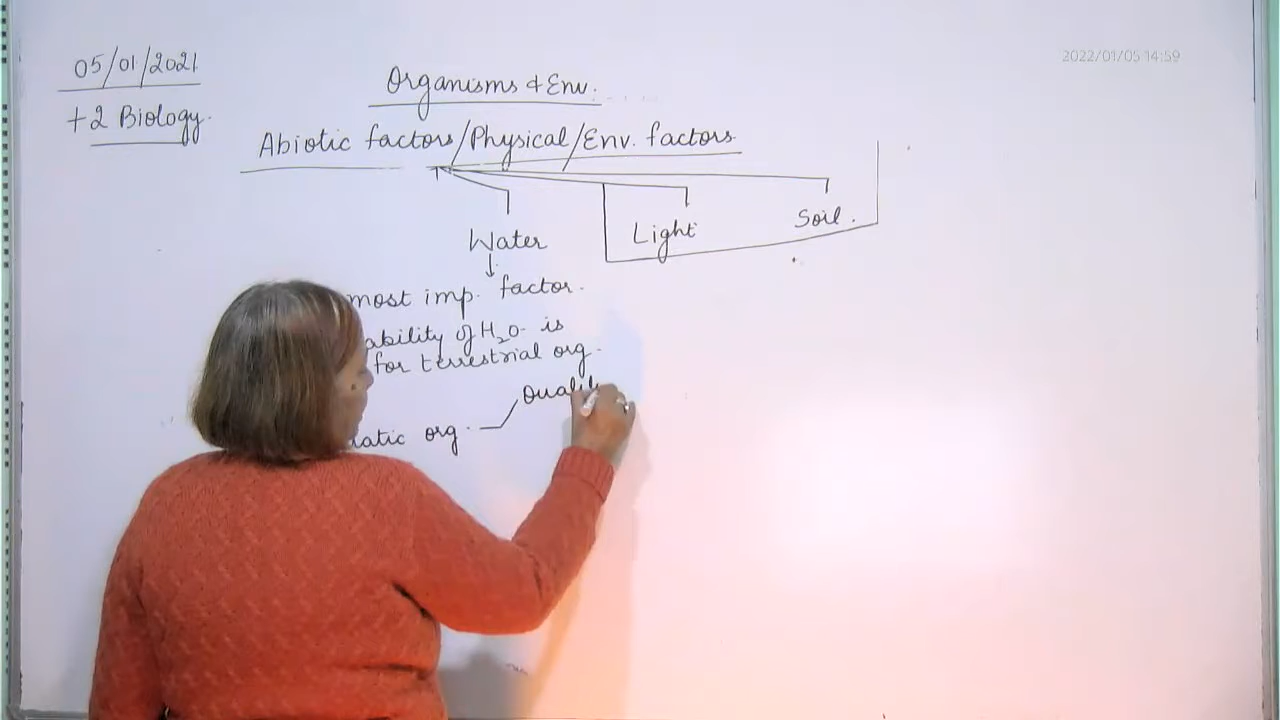 2022/01/05 14:59
05/01/2021
+2 Biology.
Organisms & Env.
Abiotic factors/Physical/Env. factors
Water
Light
Soil.
most imp. factor.
ability of H2O is
for terrestrial org.
atic org.
Quali